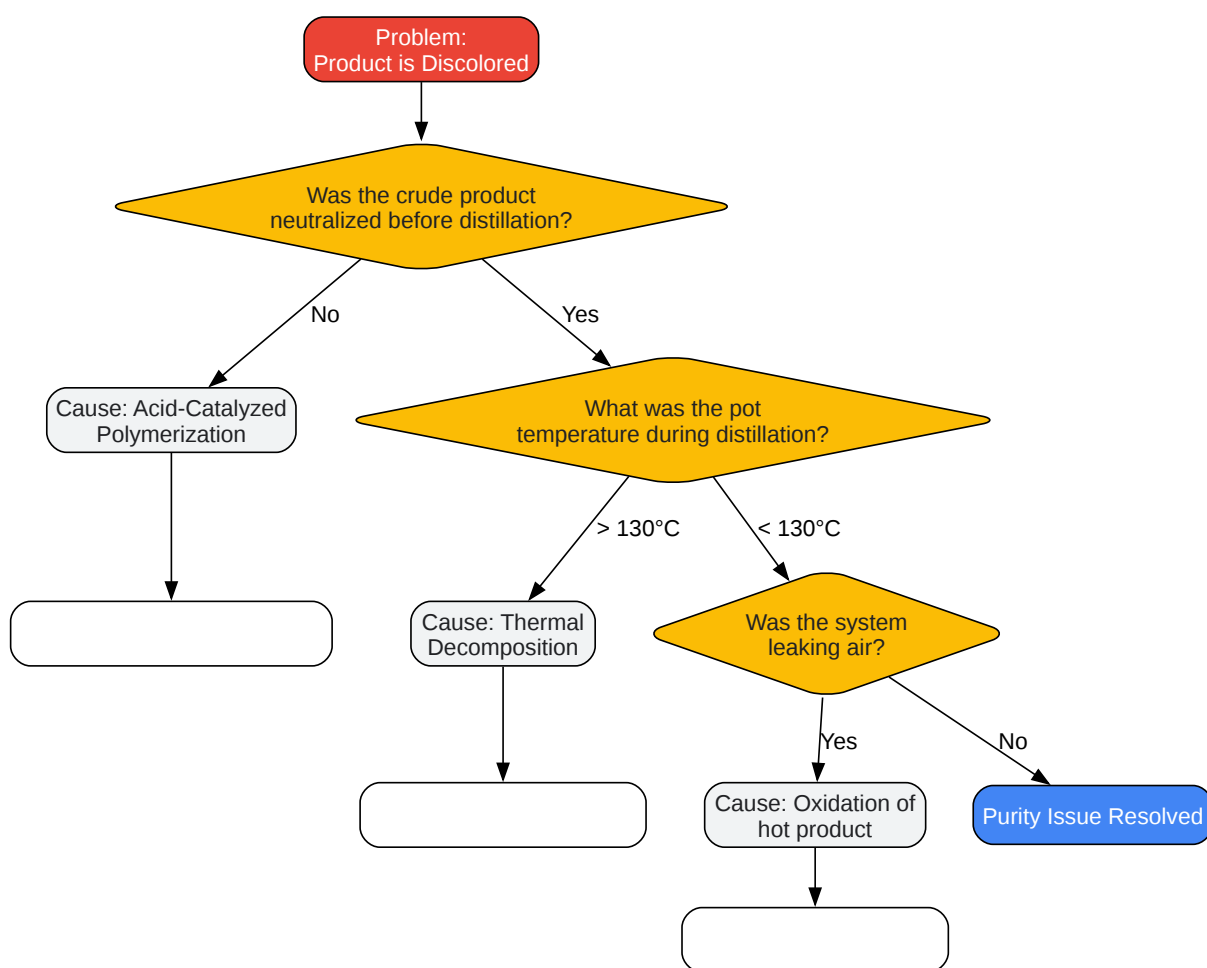 Problem:
Product is Discolored
Was the crude product
neutralized before distillation?
No
Yes
Cause: Acid-Catalyzed
Polymerization
What was the pot
temperature during distillation?
> 130°C
< 130°C
Cause: Thermal
Decomposition
Was the system
leaking air?
Yes
No
Cause: Oxidation of
hot product
Purity Issue Resolved